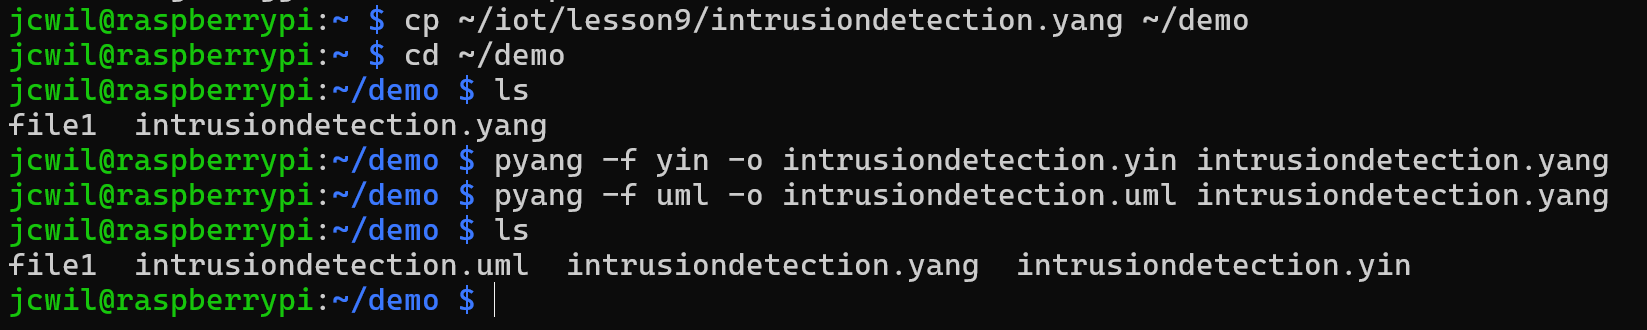 jcwil@raspberrypi:~ $ cp ~/iot/lesson9/intrusiondetection.yang ~/demo
jcwil@raspberrypi:~ $ cd ~/demo
jcwil@raspberrypi:~/demo $ ls
file1  intrusiondetection.yang
jcwil@raspberrypi:~/demo $ pyang -f yin -o intrusiondetection.yin intrusiondetection.yang
jcwil@raspberrypi:~/demo $ pyang -f uml -o intrusiondetection.uml intrusiondetection.yang
jcwil@raspberrypi:~/demo $ ls
file1  intrusiondetection.uml  intrusiondetection.yang  intrusiondetection.yin
jcwil@raspberrypi:~/demo $